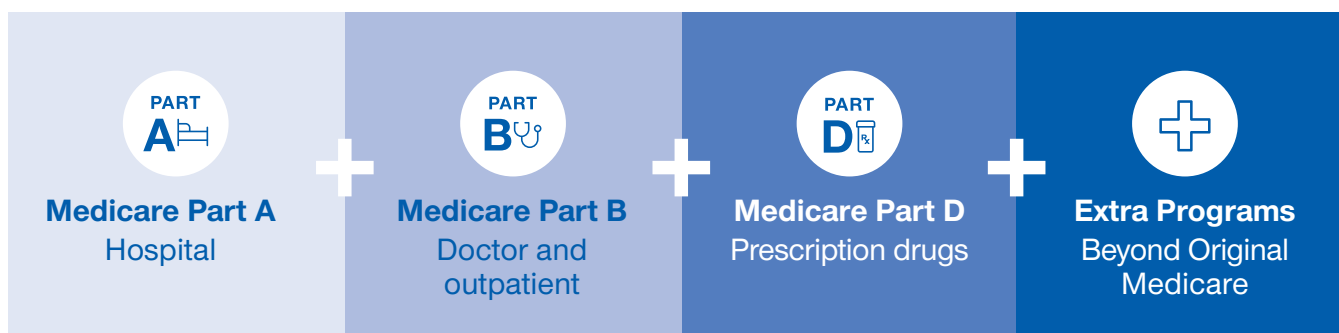 PART
A
Medicare Part A
Hospital
PART
B
Medicare Part B
Doctor and
outpatient
PART
D
Rx
Medicare Part D
Prescription drugs
Extra Programs
Beyond Original
Medicare